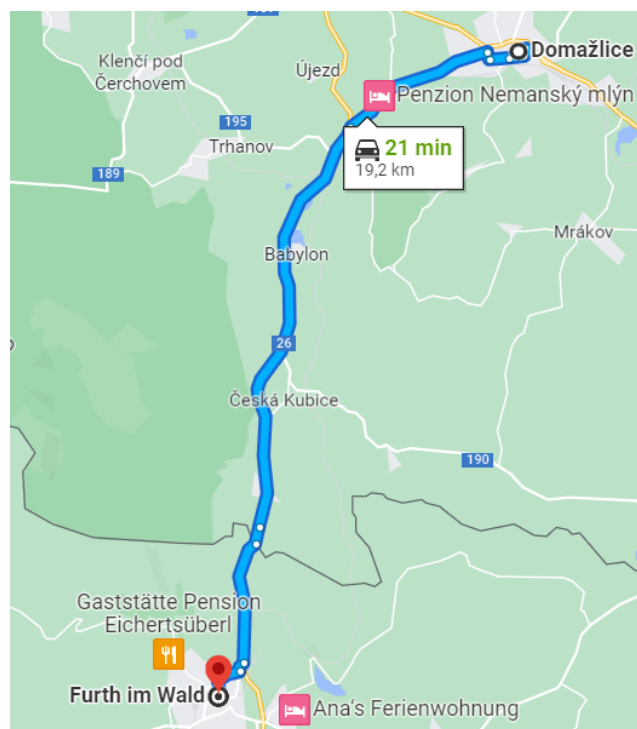 Klenčí pod
Čerchovem
Domažlice
Újezd
Penzion Nemanský mlýn
195
Trhanov
21 min
19,2 km
189
Mrákov
Babylon
26
Česká Kubice
190
Gaststätte Pension
Eichertsüberl
Furth im Wald
Ana's Ferienwohnung